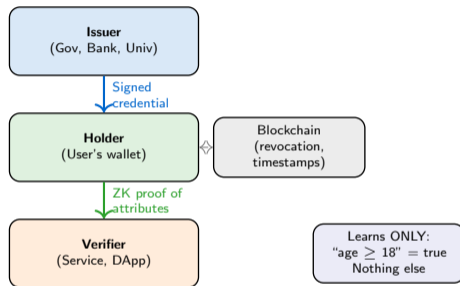 Issuer
(Gov, Bank, Univ)
Signed
credential
Holder
(User's wallet)
Blockchain
(revocation,
timestamps)
ZK proof of
attributes
Verifier
(Service, DApp)
Learns ONLY:
“age ≥ 18” = true
Nothing else